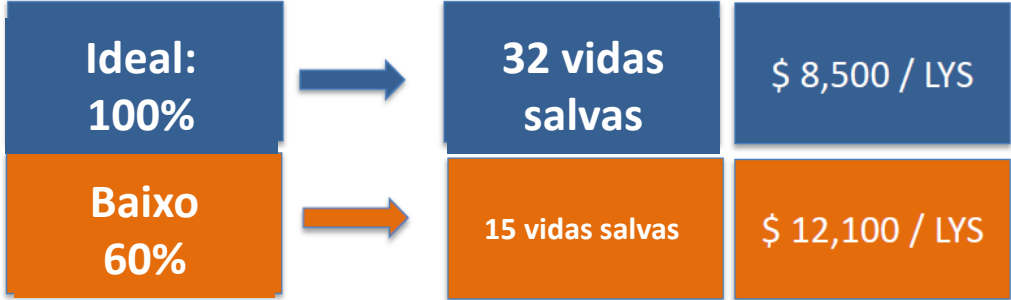 Ideal:
100%
32 vidas
salvas
$ 8,500 / LYS
Baixo
60%
15 vidas salvas
$ 12,100 / LYS